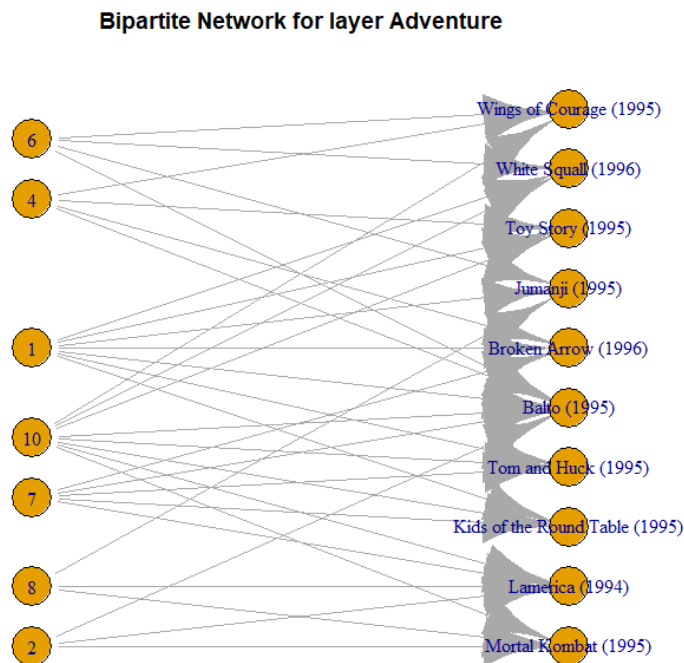 Bipartite Network for layer Adventure
Wings of Courage (1995)
6
White Squall (1996)
4
Toy Story (1995)
Jumanji (1995)
1
Broken Arrow (1996)
Balto (1995)
10
Tom and Huck (1995)
7
Kids of the Round Table (1995)
8
Lamerica (1994)
2
Mortal Kombat (1995)